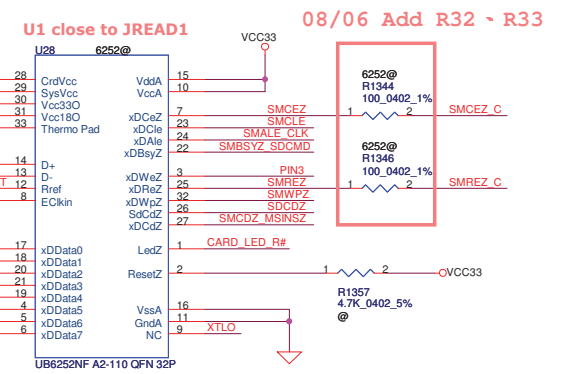 08/06 Add R32 - R33
U1 close to JREAD1
VCC33
U28 6252@
28 CrdVcc VddA 15
29 SysVcc VccA 10
30 Vcc33O
31 Vcc18O xDCeZ 7 SMCEZ
33 Thermo Pad xDCle 23 SMCLE
xDAle 24 SMALE_CLK
xDBsyZ 22 SMBSYZ_SDCMD
6252@
R1344
100_0402_1%
1 2 SMCEZ_C
14 D+
13 D- xDWeZ 3 PIN3
T 12 Rref xDReZ 25 SMREZ
8 EClkin xDWpZ 32 SMWPZ
SdCdZ 26 SDCDZ
xDCdZ 27 SMCDZ_MSINSZ
6252@
R1346
100_0402_1%
1 2 SMREZ_C
17 xDData0 LedZ 1 CARD_LED_R#
18 xDData1
20 xDData2 ResetZ 2 1 2 VCC33
21 xDData3
19 xDData4
4 xDData5 VssA 16
5 xDData6 GndA 11
6 xDData7 NC 9 XTLO
R1357
4.7K_0402_5%
@
UB6252NF A2-110 QFN 32P